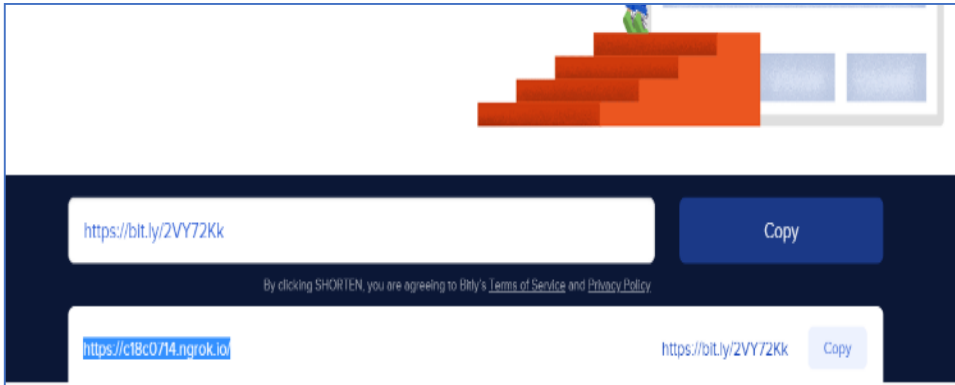 https://bit.ly/2VY72Kk
Copy
By clicking SHORTEN, you are agreeing to Bitly's Terms of Service and Privacy Policy
https://c18c0714.ngrok.io/ https://bit.ly/2VY72Kk Copy